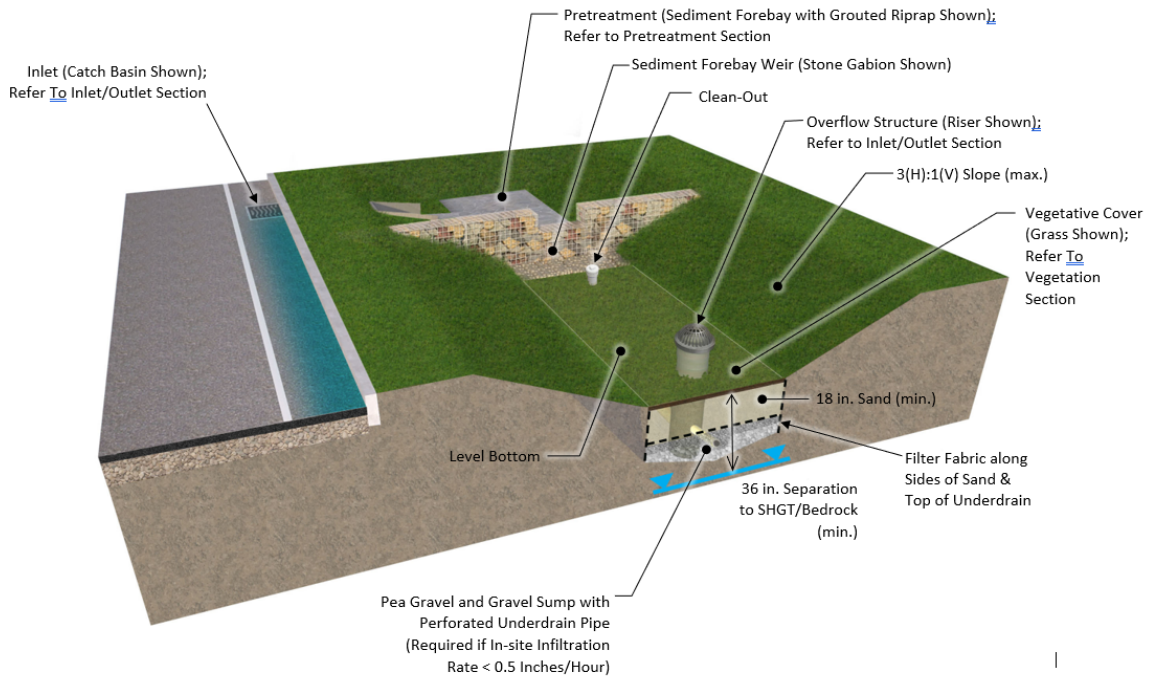 Pretreatment (Sediment Forebay with Grouted Riprap Shown);
Refer to Pretreatment Section
Inlet (Catch Basin Shown);
Refer To Inlet/Outlet Section
Sediment Forebay Weir (Stone Gabion Shown)
Clean-Out
Overflow Structure (Riser Shown);
Refer to Inlet/Outlet Section
3(H):1(V) Slope (max.)
Vegetative Cover
(Grass Shown);
Refer To
Vegetation
Section
18 in. Sand (min.)
Level Bottom
Filter Fabric along
Sides of Sand &
Top of Underdrain
36 in. Separation
to SHGT/Bedrock
(min.)
Pea Gravel and Gravel Sump with
Perforated Underdrain Pipe
(Required if In-site Infiltration
Rate < 0.5 Inches/Hour)